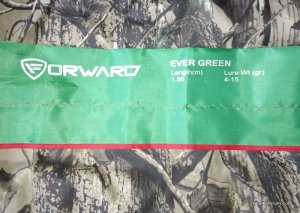 FORWARD
EVER GREEN
Length(m) Lure Wt.(gr)
1.98 4-15